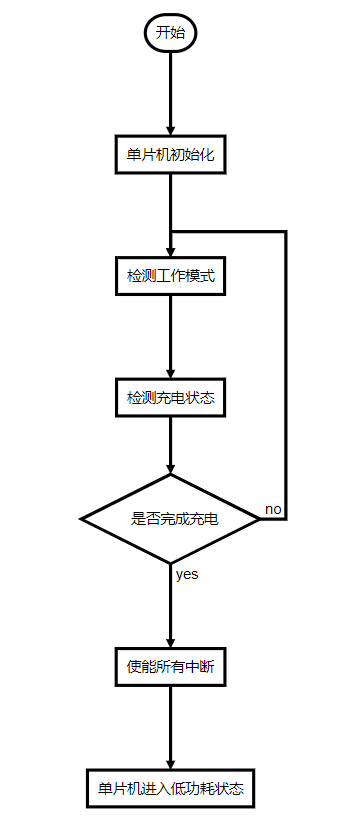 开始
单片机初始化
检测工作模式
检测充电状态
是否完成充电
no
yes
使能所有中断
单片机进入低功耗状态